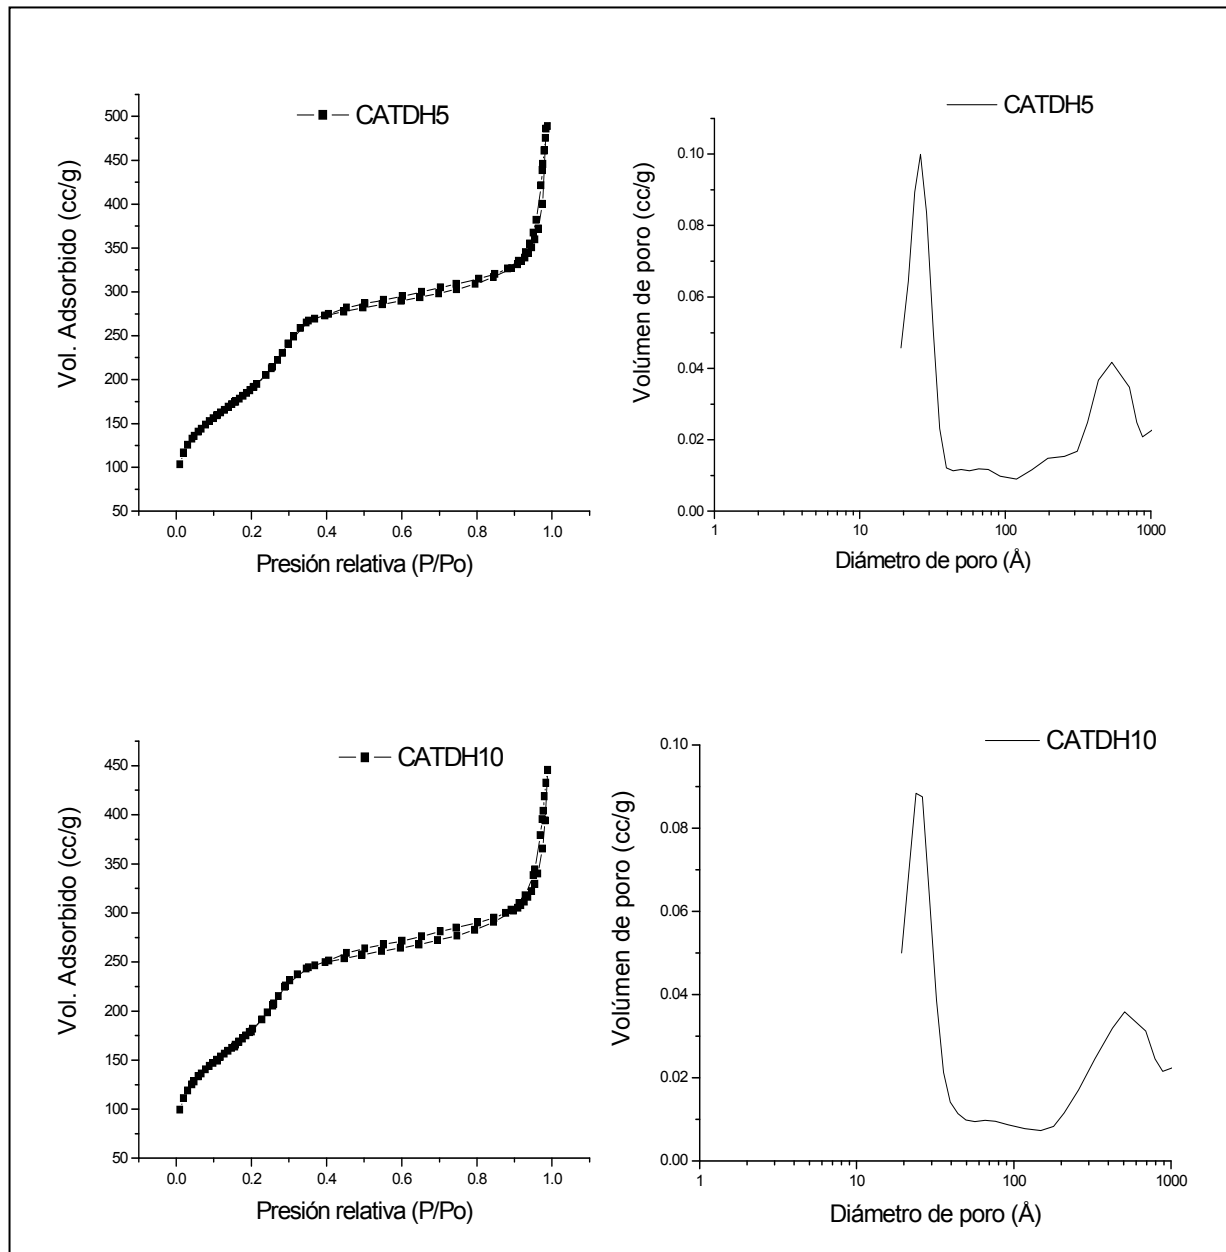 CATDH5
Vol. Adsorbido (cc/g)
500
450
400
350
300
250
200
150
100
50
0.0 0.2 0.4 0.6 0.8 1.0
Presión relativa (P/Po)
CATDH5
Volúmen de poro (cc/g)
0.10
0.08
0.06
0.04
0.02
0.00
1 10 100 1000
Diámetro de poro (Å)
CATDH10
Vol. Adsorbido (cc/g)
450
400
350
300
250
200
150
100
50
0.0 0.2 0.4 0.6 0.8 1.0
Presión relativa (P/Po)
CATDH10
Volúmen de poro (cc/g)
0.10
0.08
0.06
0.04
0.02
0.00
1 10 100 1000
Diámetro de poro (Å)